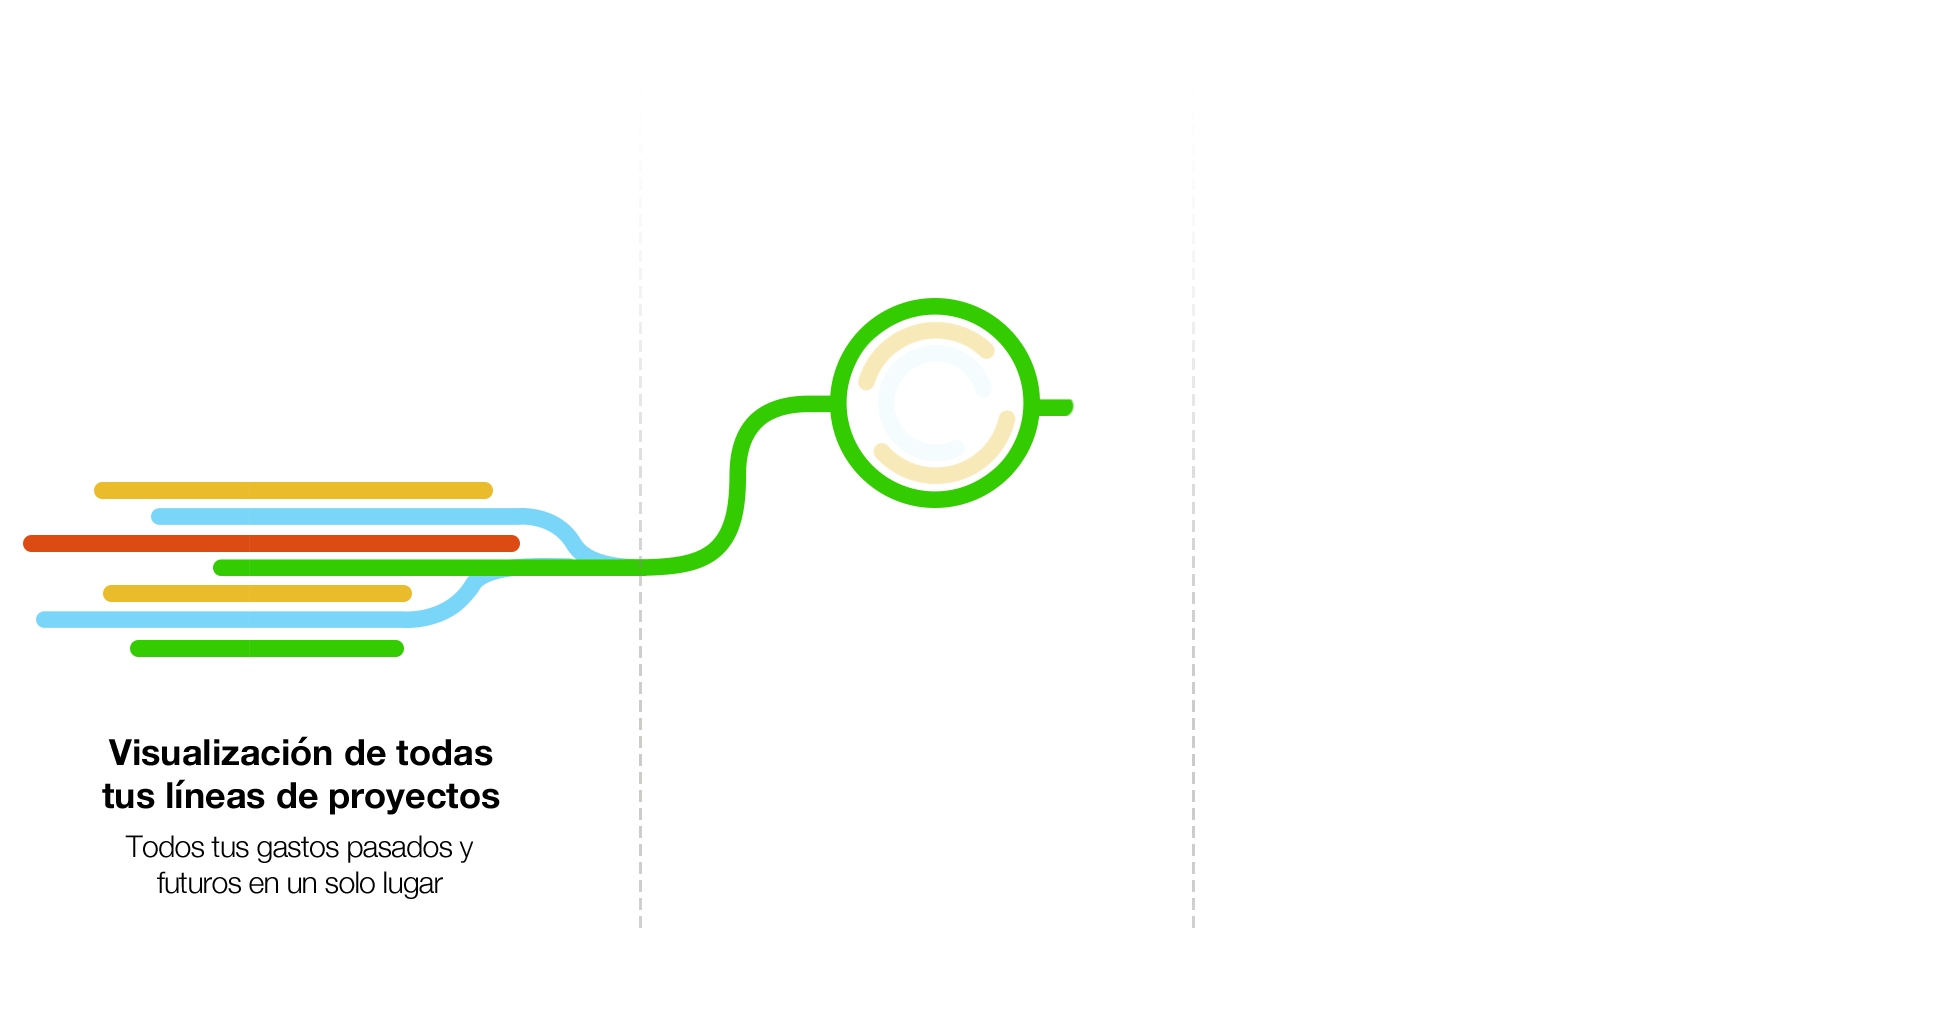 Visualización de todas
tus líneas de proyectos
Todos tus gastos pasados y
futuros en un solo lugar